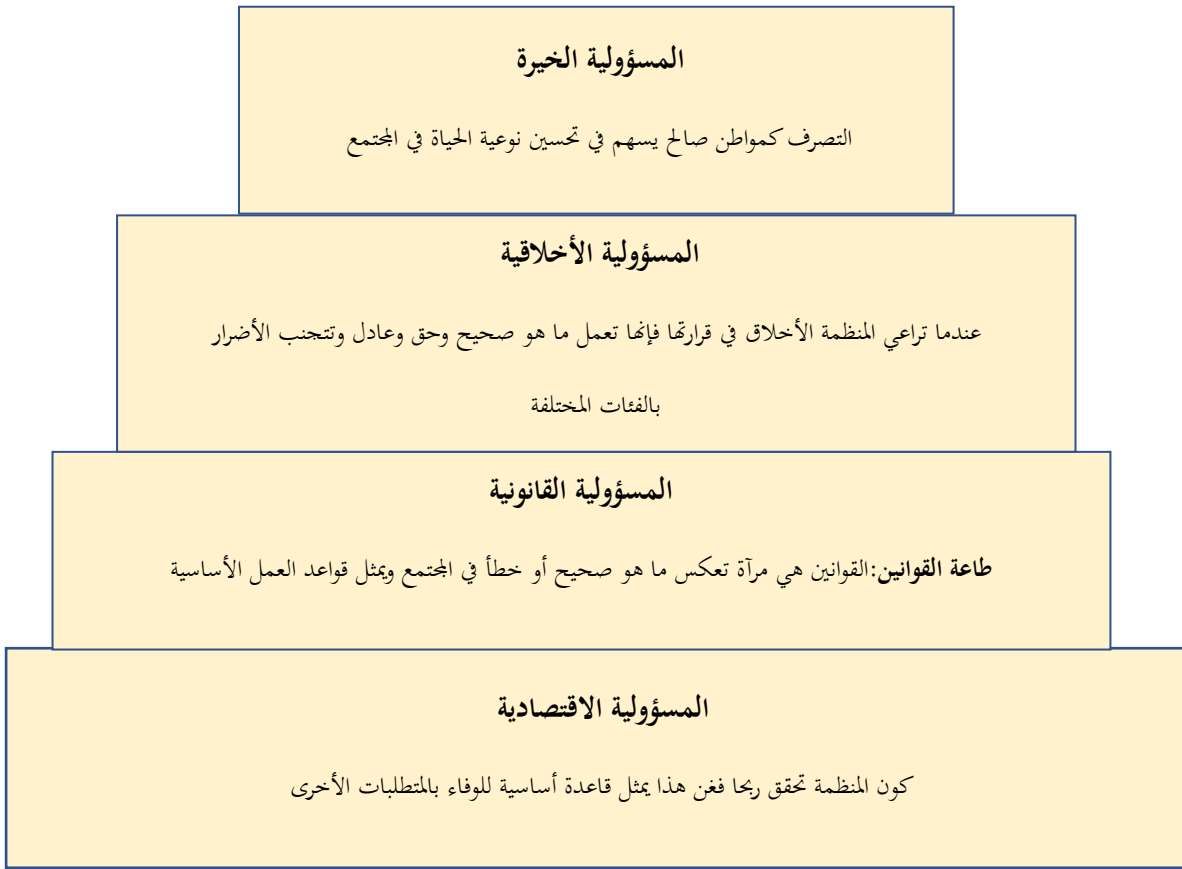 المسؤولية الخيرة
التصرف كمواطن صالح يسهم في تحسين نوعية الحياة في المجتمع
المسؤولية الأخلاقية
عندما تراعي المنظمة الأخلاق في قرارتها فإنها تعمل ما هو صحيح وحق وعادل وتتجنب الأضرار
بالفئات المختلفة
المسؤولية القانونية
طاعة القوانين:القوانين هي مرآة تعكس ما هو صحيح أو خطأ في المجتمع ويمثل قواعد العمل الأساسية
المسؤولية الاقتصادية
كون المنظمة تحقق ربحا فغن هذا يمثل قاعدة أساسية للوفاء بالمتطلبات الأخرى